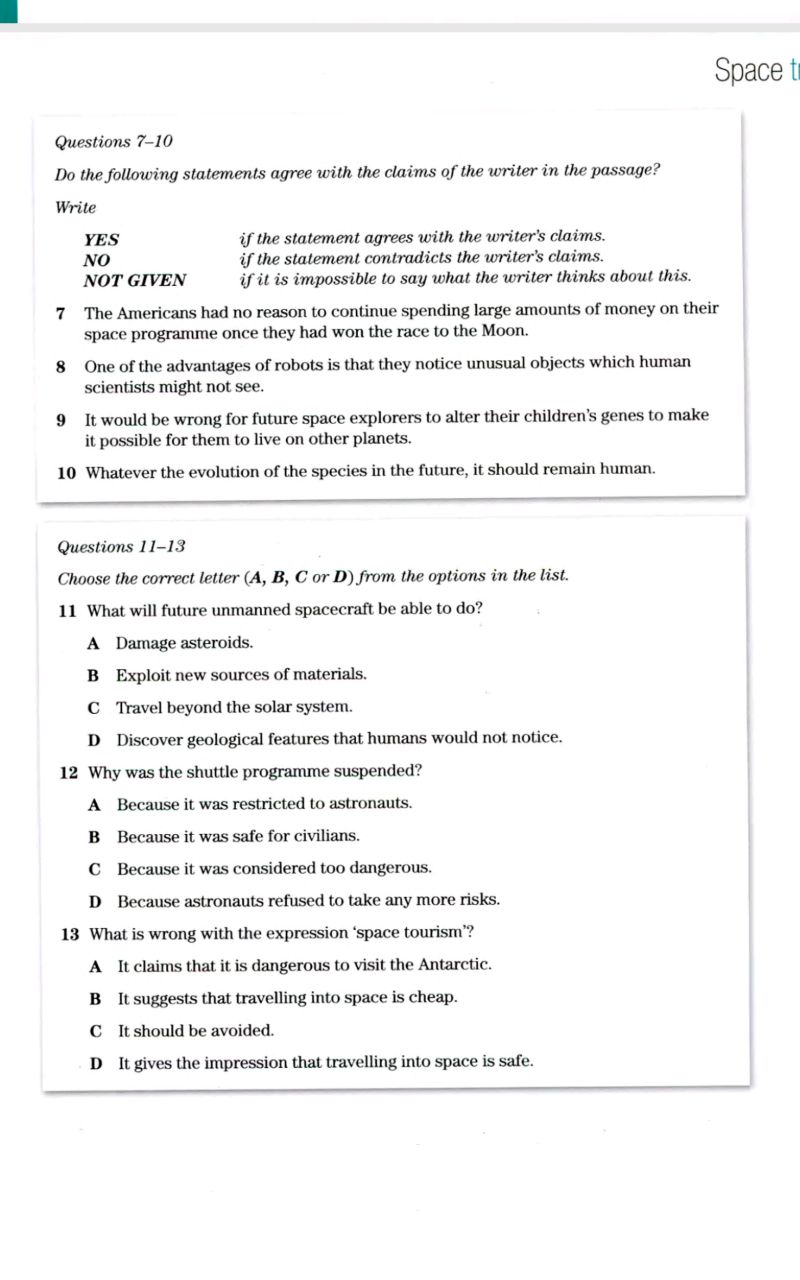 Space
Questions 7–10
Do the following statements agree with the claims of the writer in the passage?
Write
YES if the statement agrees with the writer's claims.
NO if the statement contradicts the writer's claims.
NOT GIVEN if it is impossible to say what the writer thinks about this.
7 The Americans had no reason to continue spending large amounts of money on their
space programme once they had won the race to the Moon.
8 One of the advantages of robots is that they notice unusual objects which human
scientists might not see.
9 It would be wrong for future space explorers to alter their children's genes to make
it possible for them to live on other planets.
10 Whatever the evolution of the species in the future, it should remain human.
Questions 11–13
Choose the correct letter (A, B, C or D) from the options in the list.
11 What will future unmanned spacecraft be able to do?
A Damage asteroids.
B Exploit new sources of materials.
C Travel beyond the solar system.
D Discover geological features that humans would not notice.
12 Why was the shuttle programme suspended?
A Because it was restricted to astronauts.
B Because it was safe for civilians.
C Because it was considered too dangerous.
D Because astronauts refused to take any more risks.
13 What is wrong with the expression 'space tourism'?
A It claims that it is dangerous to visit the Antarctic.
B It suggests that travelling into space is cheap.
C It should be avoided.
D It gives the impression that travelling into space is safe.